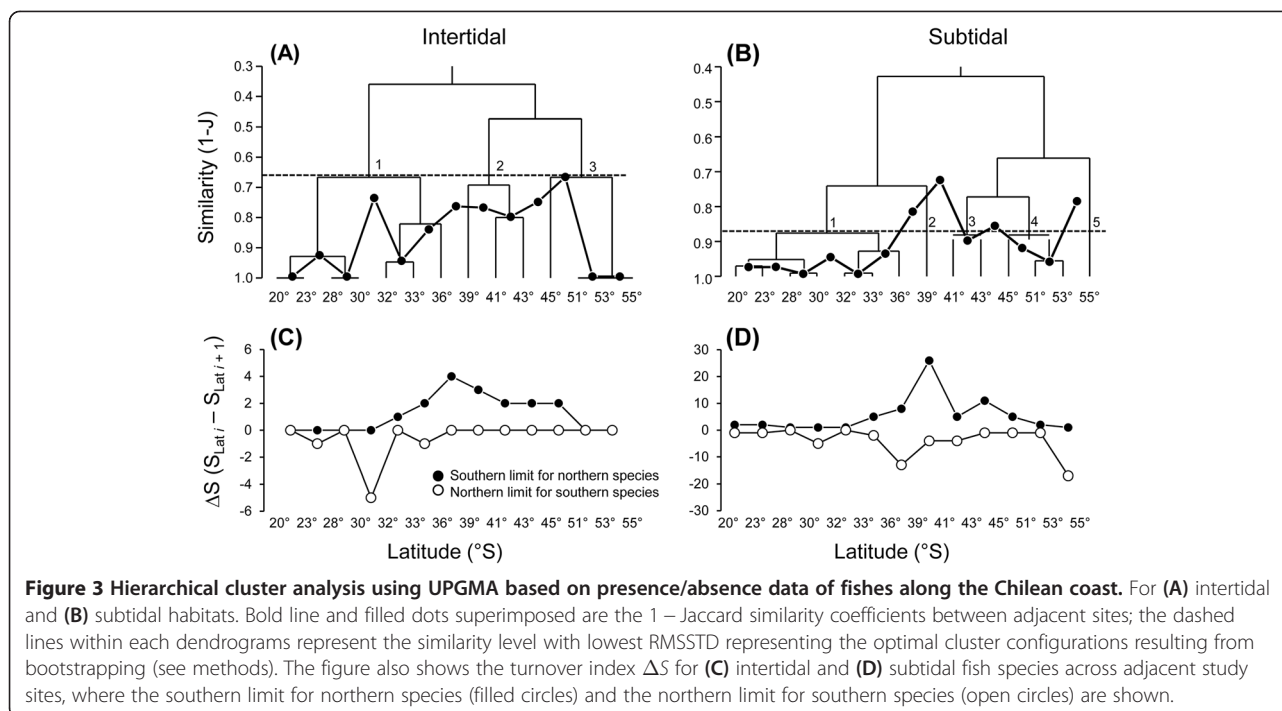 Intertidal
Subtidal
(A)
(B)
Similarity (1-J)
0.3
0.4
0.5
0.6
0.7
0.8
0.9
1.0
1
2
3
20° 23° 28° 30° 32° 33° 36° 39° 41° 43° 45° 51° 53° 55°
0.4
0.5
0.6
0.7
0.8
0.9
1.0
1
2
3
4
5
20° 23° 28° 30° 32° 33° 36° 39° 41° 43° 45° 51° 53° 55°
(C)
(D)
ΔS (S Lat i – S Lat i + 1)
6
4
2
0
-2
-4
-6
Southern limit for northern species
Northern limit for southern species
20° 23° 28° 30° 32° 33° 36° 39° 41° 43° 45° 51° 53° 55°
Latitude (°S)
30
20
10
0
-10
-20
-30
20° 23° 28° 30° 32° 33° 36° 39° 41° 43° 45° 51° 53° 55°
Latitude (°S)
Figure 3 Hierarchical cluster analysis using UPGMA based on presence/absence data of fishes along the Chilean coast. For (A) intertidal
and (B) subtidal habitats. Bold line and filled dots superimposed are the 1 – Jaccard similarity coefficients between adjacent sites; the dashed
lines within each dendrograms represent the similarity level with lowest RMSSTD representing the optimal cluster configurations resulting from
bootstrapping (see methods). The figure also shows the turnover index ΔS for (C) intertidal and (D) subtidal fish species across adjacent study
sites, where the southern limit for northern species (filled circles) and the northern limit for southern species (open circles) are shown.